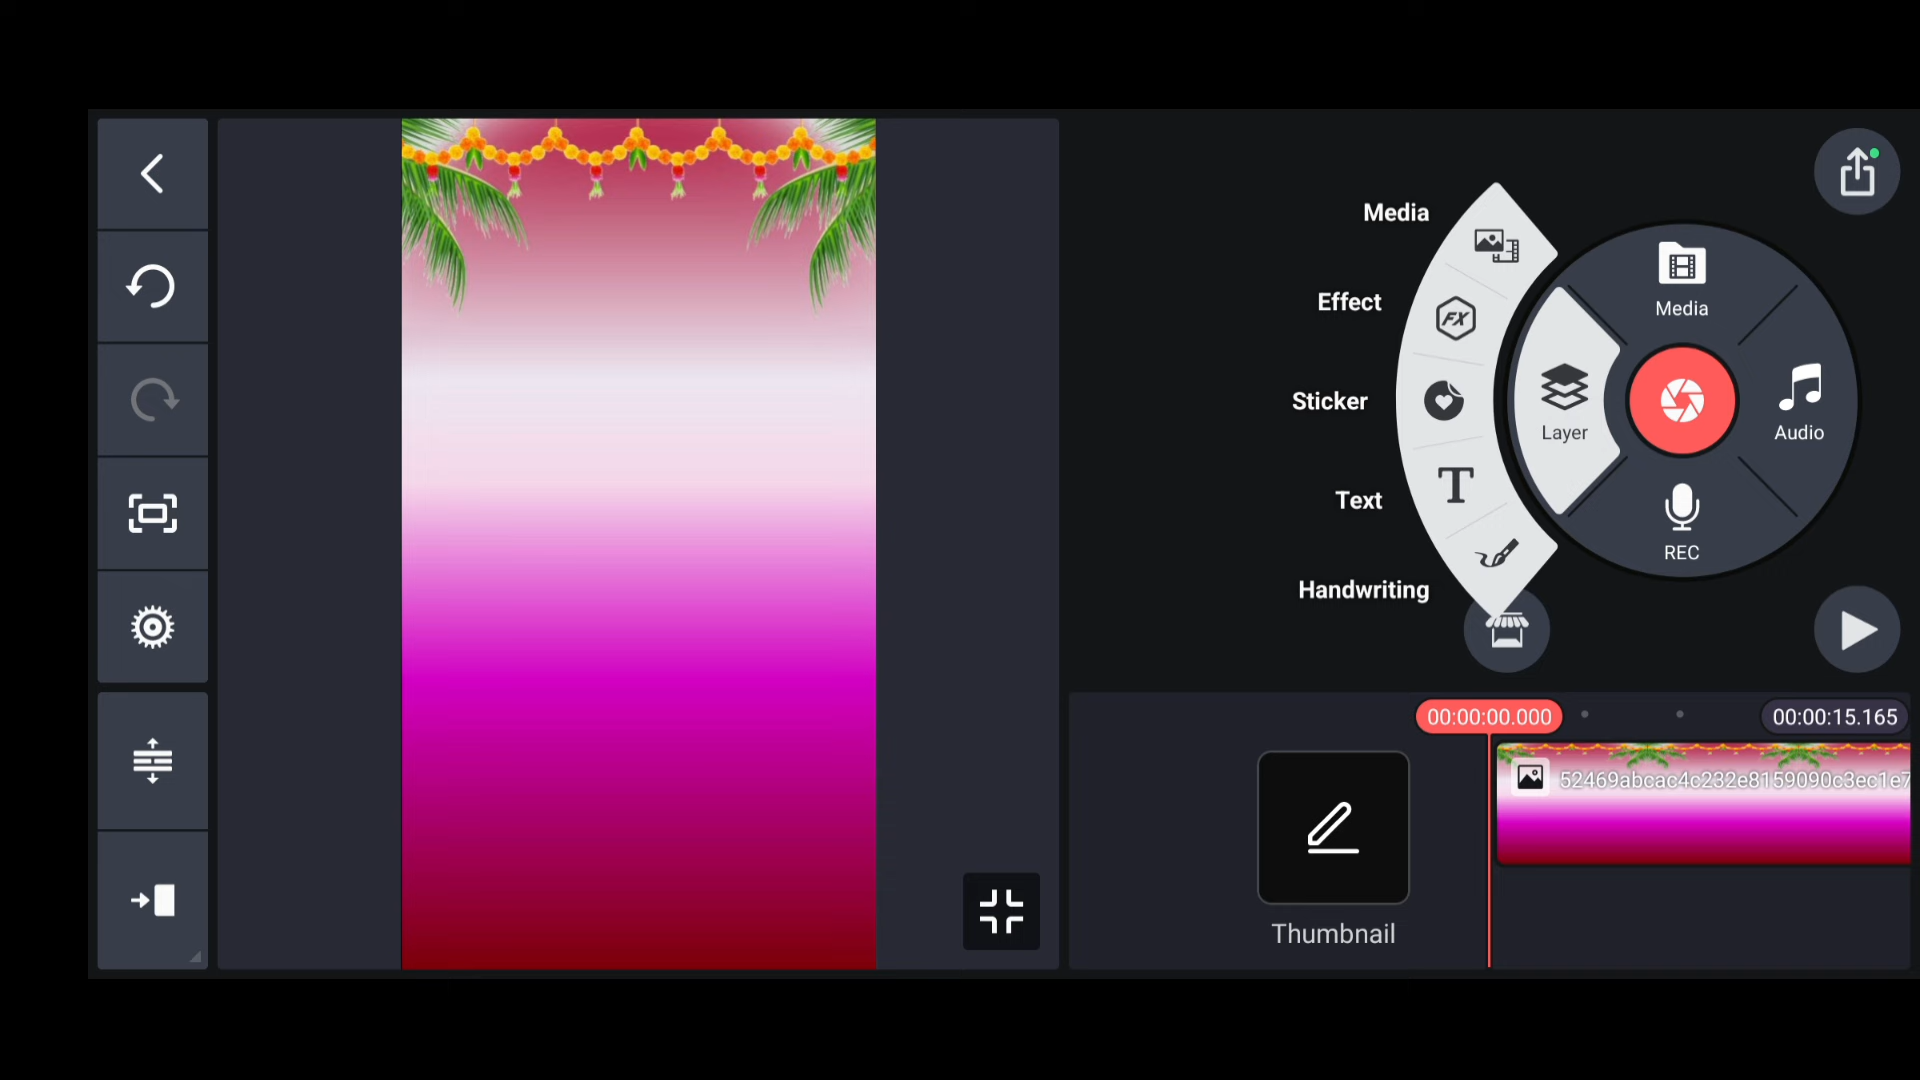 Media
Effect
Sticker
Text
Handwriting
FX
T
Media
Layer
Audio
REC
00:00:00.000
00:00:15.165
52469abcac4c232e8159090c3ec1e7
Thumbnail